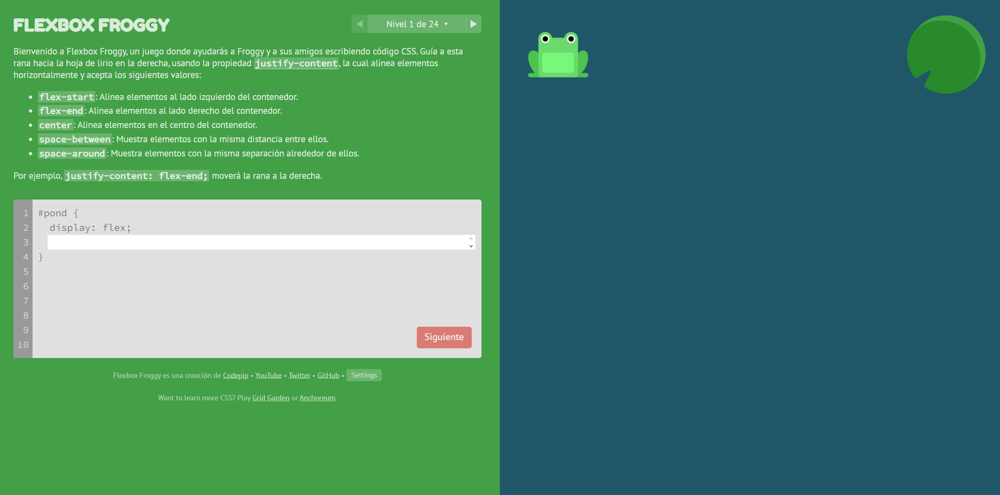 FLEXBOX FROGGY
Nivel 1 de 24
Bienvenido a Flexbox Froggy, un juego donde ayudarás a Froggy y a sus amigos escribiendo código CSS. Guía a esta
rana hacia la hoja de lirio en la derecha, usando la propiedad justify-content, la cual alinea elementos
horizontalmente y acepta los siguientes valores:
flex-start: Alinea elementos al lado izquierdo del contenedor.
flex-end: Alinea elementos al lado derecho del contenedor.
center: Alinea elementos en el centro del contenedor.
space-between: Muestra elementos con la misma distancia entre ellos.
space-around: Muestra elementos con la misma separación alrededor de ellos.
Por ejemplo, justify-content: flex-end; moverá la rana a la derecha.
1 #pond {
2 display: flex;
3
4 }
5
6
7
8
9
10
Siguiente
Flexbox Froggy es una creación de Codepip • YouTube • Twitter • GitHub • Settings
Want to learn more CSS? Play Grid Garden or Anchoreum.